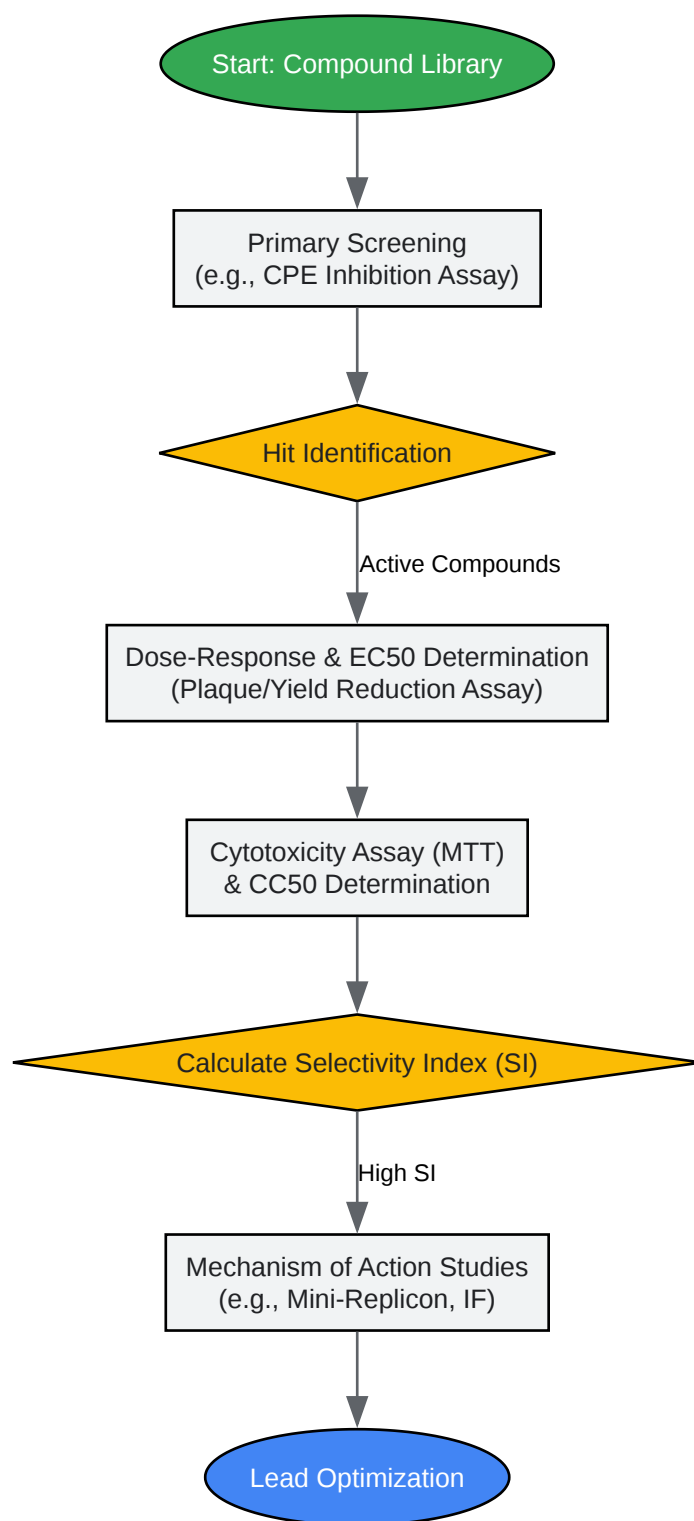 Start: Compound Library
Primary Screening
(e.g., CPE Inhibition Assay)
Hit Identification
Active Compounds
Dose-Response & EC50 Determination
(Plaque/Yield Reduction Assay)
Cytotoxicity Assay (MTT)
& CC50 Determination
Calculate Selectivity Index (SI)
High SI
Mechanism of Action Studies
(e.g., Mini-Replicon, IF)
Lead Optimization